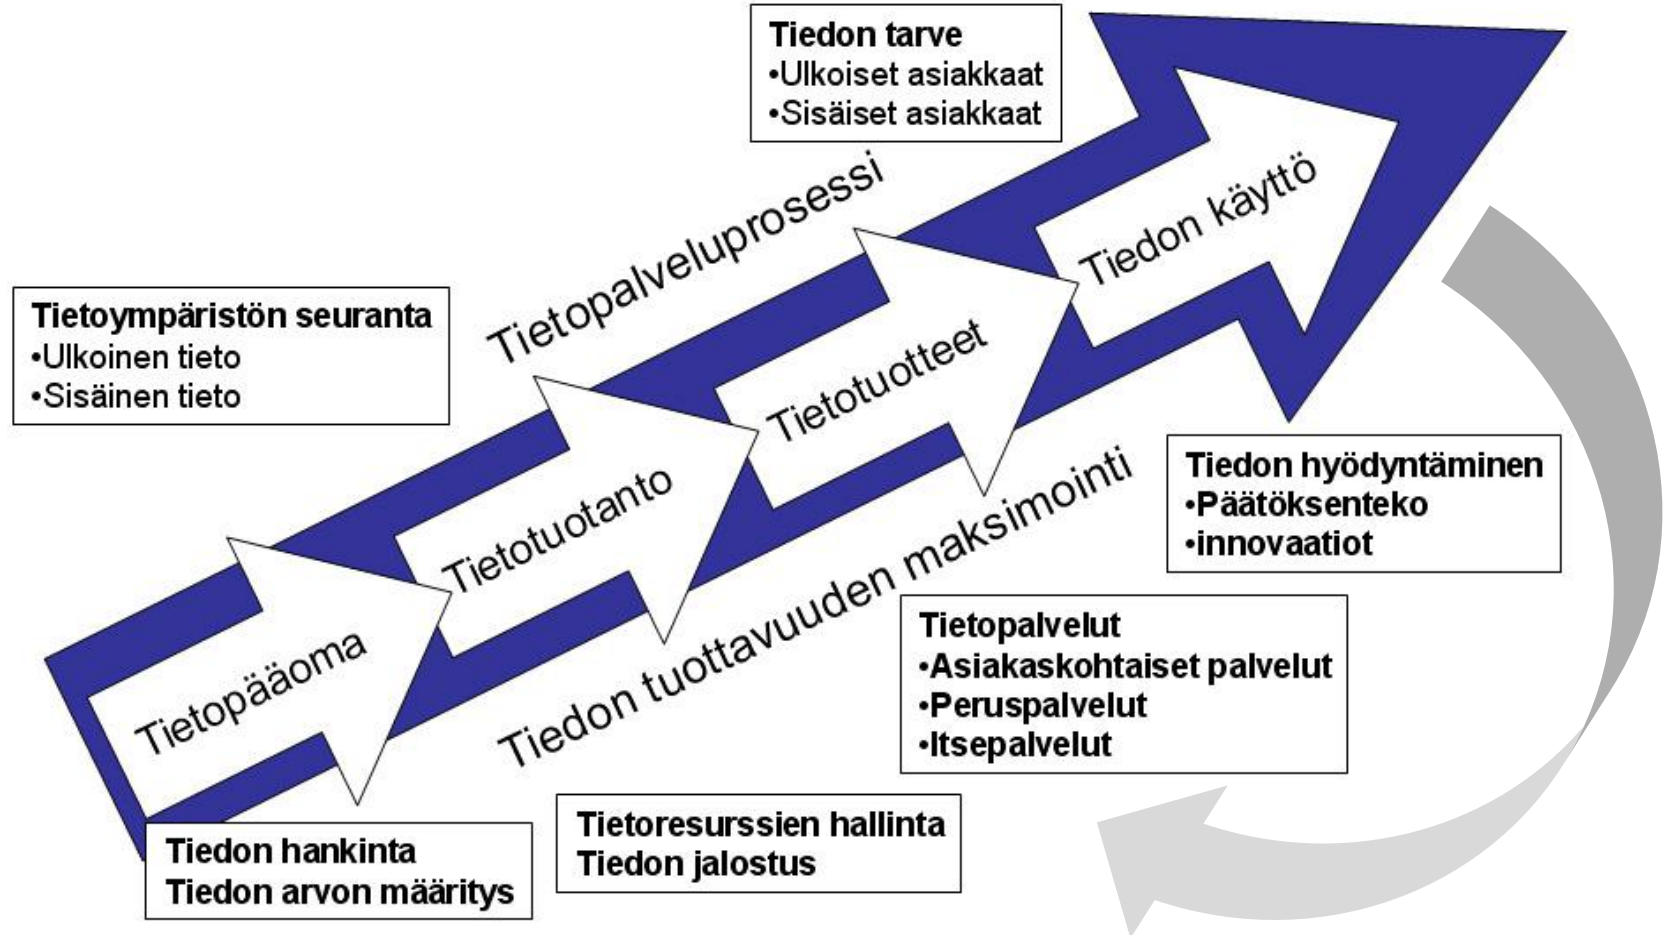 Tiedon tarve
•Ulkoiset asiakkaat
•Sisäiset asiakkaat
Tietoympäristön seuranta
•Ulkoinen tieto
•Sisäinen tieto
Tietopalveluprosessi
Tietopääoma
Tietotuotanto
Tietotuotteet
Tiedon käyttö
Tiedon tuottavuuden maksimointi
Tiedon hyödyntäminen
•Päätöksenteko
•innovaatiot
Tietopalvelut
•Asiakaskohtaiset palvelut
•Peruspalvelut
•Itsepalvelut
Tietoresurssien hallinta
Tiedon jalostus
Tiedon hankinta
Tiedon arvon määritys